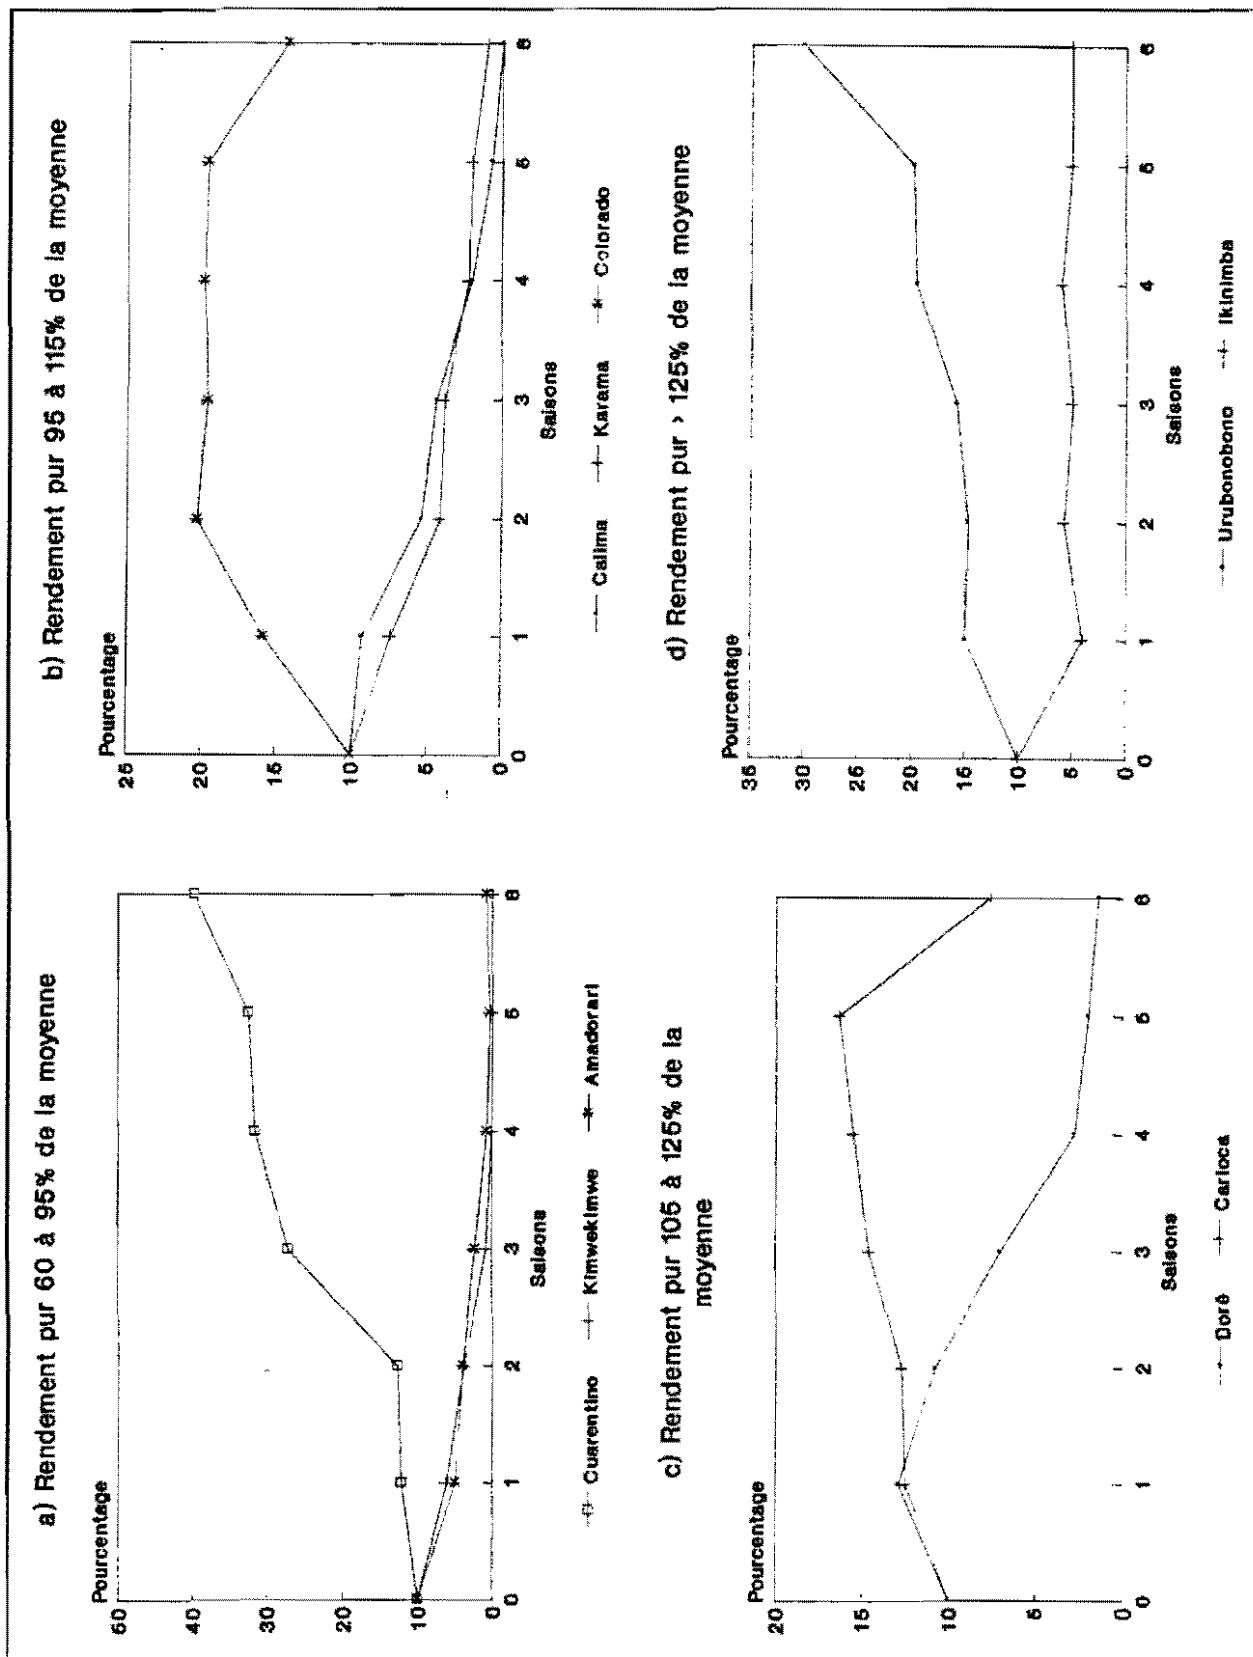 a) Rendement pur 60 à 95% de la moyenne
Pourcentage
50
40
30
20
10
0
0 1 2 3 4 5 6
Saisons
Cuarentino Kimwekimwe Amadorari
b) Rendement pur 95 à 115% de la moyenne
Pourcentage
25
20
15
10
5
0
0 1 2 3 4 5 6
Saisons
Calima Karama Colorado
c) Rendement pur 105 à 125% de la
moyenne
Pourcentage
20
15
10
5
0
0 1 2 3 4 5 6
Saisons
Doré Carioca
d) Rendement pur > 125% de la moyenne
Pourcentage
35
30
25
20
15
10
5
0
0 1 2 3 4 5 6
Saisons
Urubonobono Ikinimba